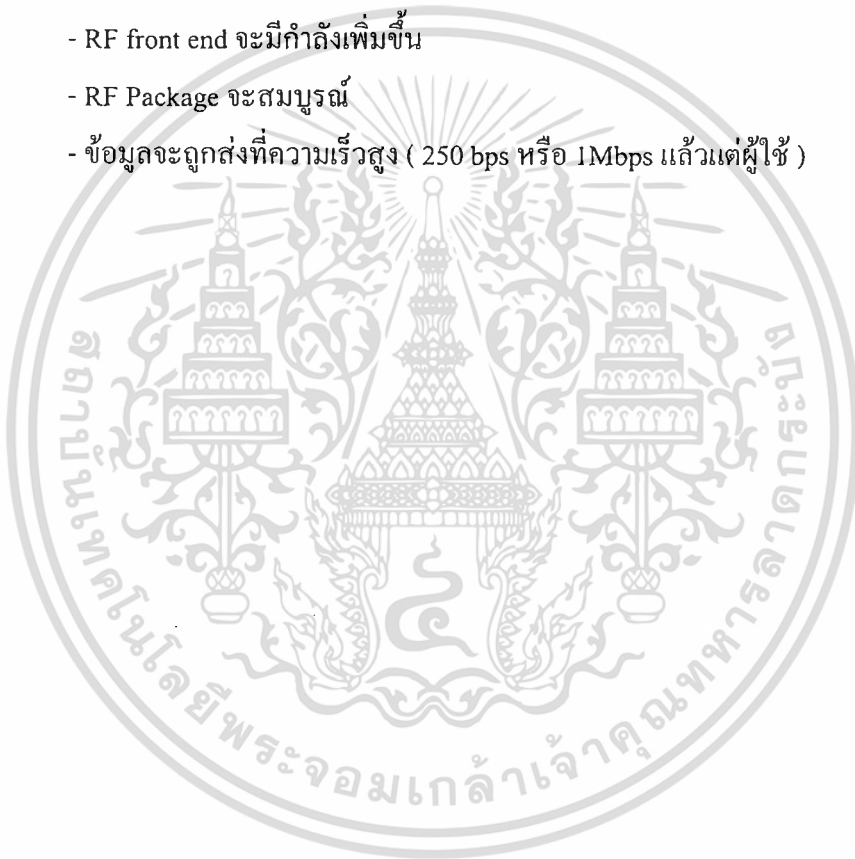 - RF front end จะมีกำลังเพิ่มขึ้น
- RF Package จะสมบูรณ์
- ข้อมูลจะถูกส่งที่ความเร็วสูง ( 250 bps หรือ 1Mbps แล้วแต่ผู้ใช้ )
สถาบันเทคโนโลยีพระจอมเกล้าเจ้าคุณทหารลาดกระบัง